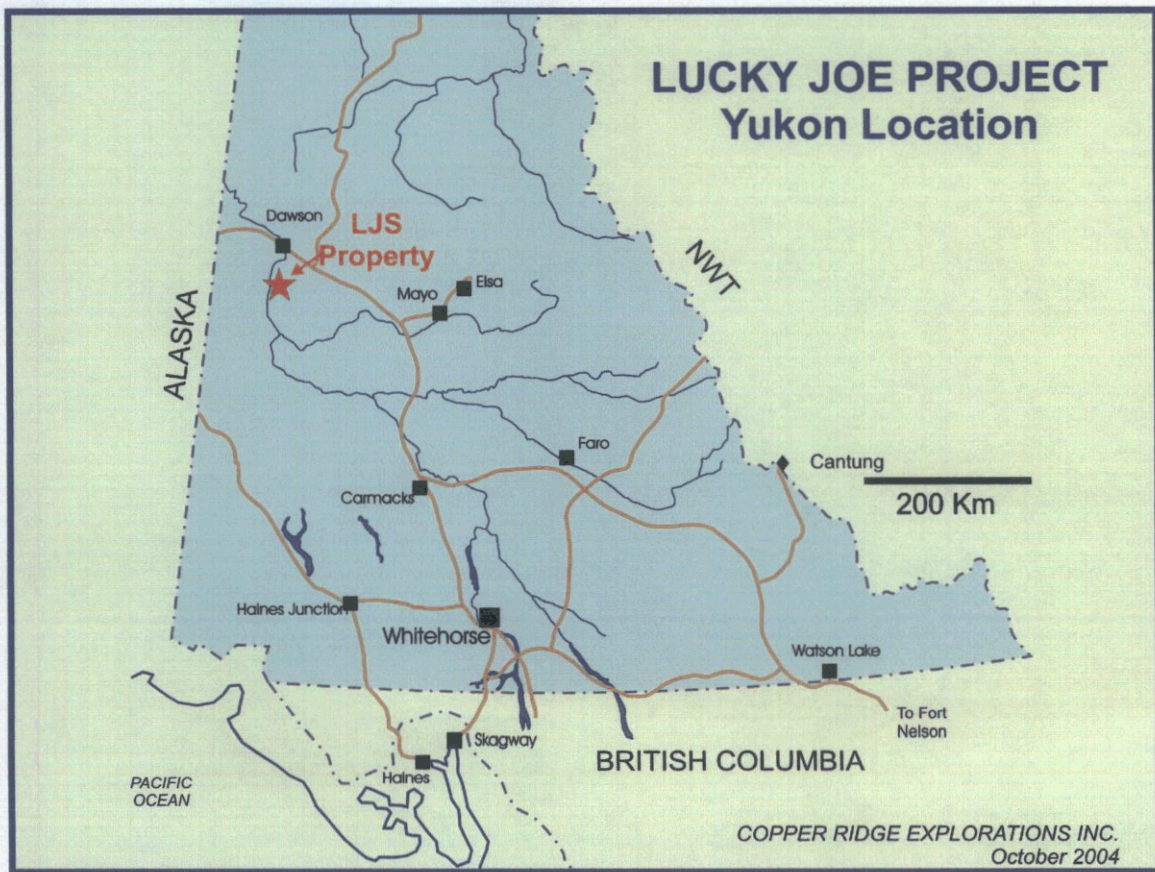 LUCKY JOE PROJECT
Yukon Location
Dawson
LJS
Property
Elsa
Mayo
NWT
ALASKA
Faro
Cantung
200 Km
Carmacks
Haines Junction
Whitehorse
Watson Lake
To Fort
Nelson
Skagway
BRITISH COLUMBIA
Haines
PACIFIC
OCEAN
COPPER RIDGE EXPLORATIONS INC.
October 2004